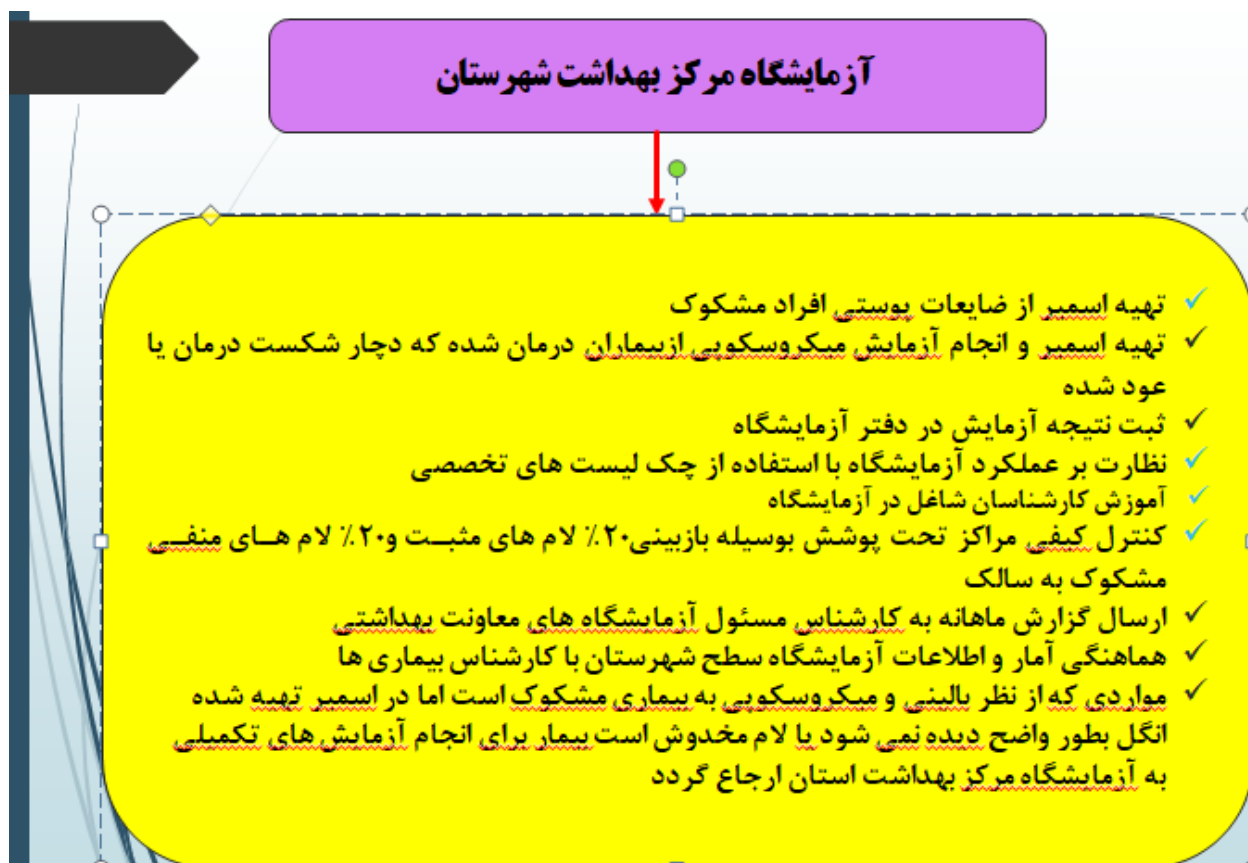 آزمایشگاه مرکز بهداشت شهرستان
✓ تهیه اسمیر از ضایعات پوستی افراد مشکوک
✓ تهیه اسمیر و انجام آزمایش میکروسکوپی ازبیماران درمان شده که دچار شکست درمان یا
عود شده
✓ ثبت نتیجه آزمایش در دفتر آزمایشگاه
✓ نظارت بر عملکرد آزمایشگاه با استفاده از چک لیست های تخصصی
✓ آموزش کارشناسان شاغل در آزمایشگاه
✓ کنترل کیفی مراکز تحت پوشش بوسیله بازبینی۲۰٪ لام های مثبت و۲۰٪ لام هـای منفـی
مشکوک به سالک
✓ ارسال گزارش ماهانه به کارشناس مسئول آزمایشگاه های معاونت بهداشتی
✓ هماهنگی آمار و اطلاعات آزمایشگاه سطح شهرستان با کارشناس بیماری ها
✓ مواردی که از نظر بالینی و میکروسکوپی به بیماری مشکوک است اما در اسمیر تهیه شده
انگل بطور واضح دیده نمی شود یا لام مخدوش است بیمار برای انجام آزمایش های تکمیلی
به آزمایشگاه مرکز بهداشت استان ارجاع گردد